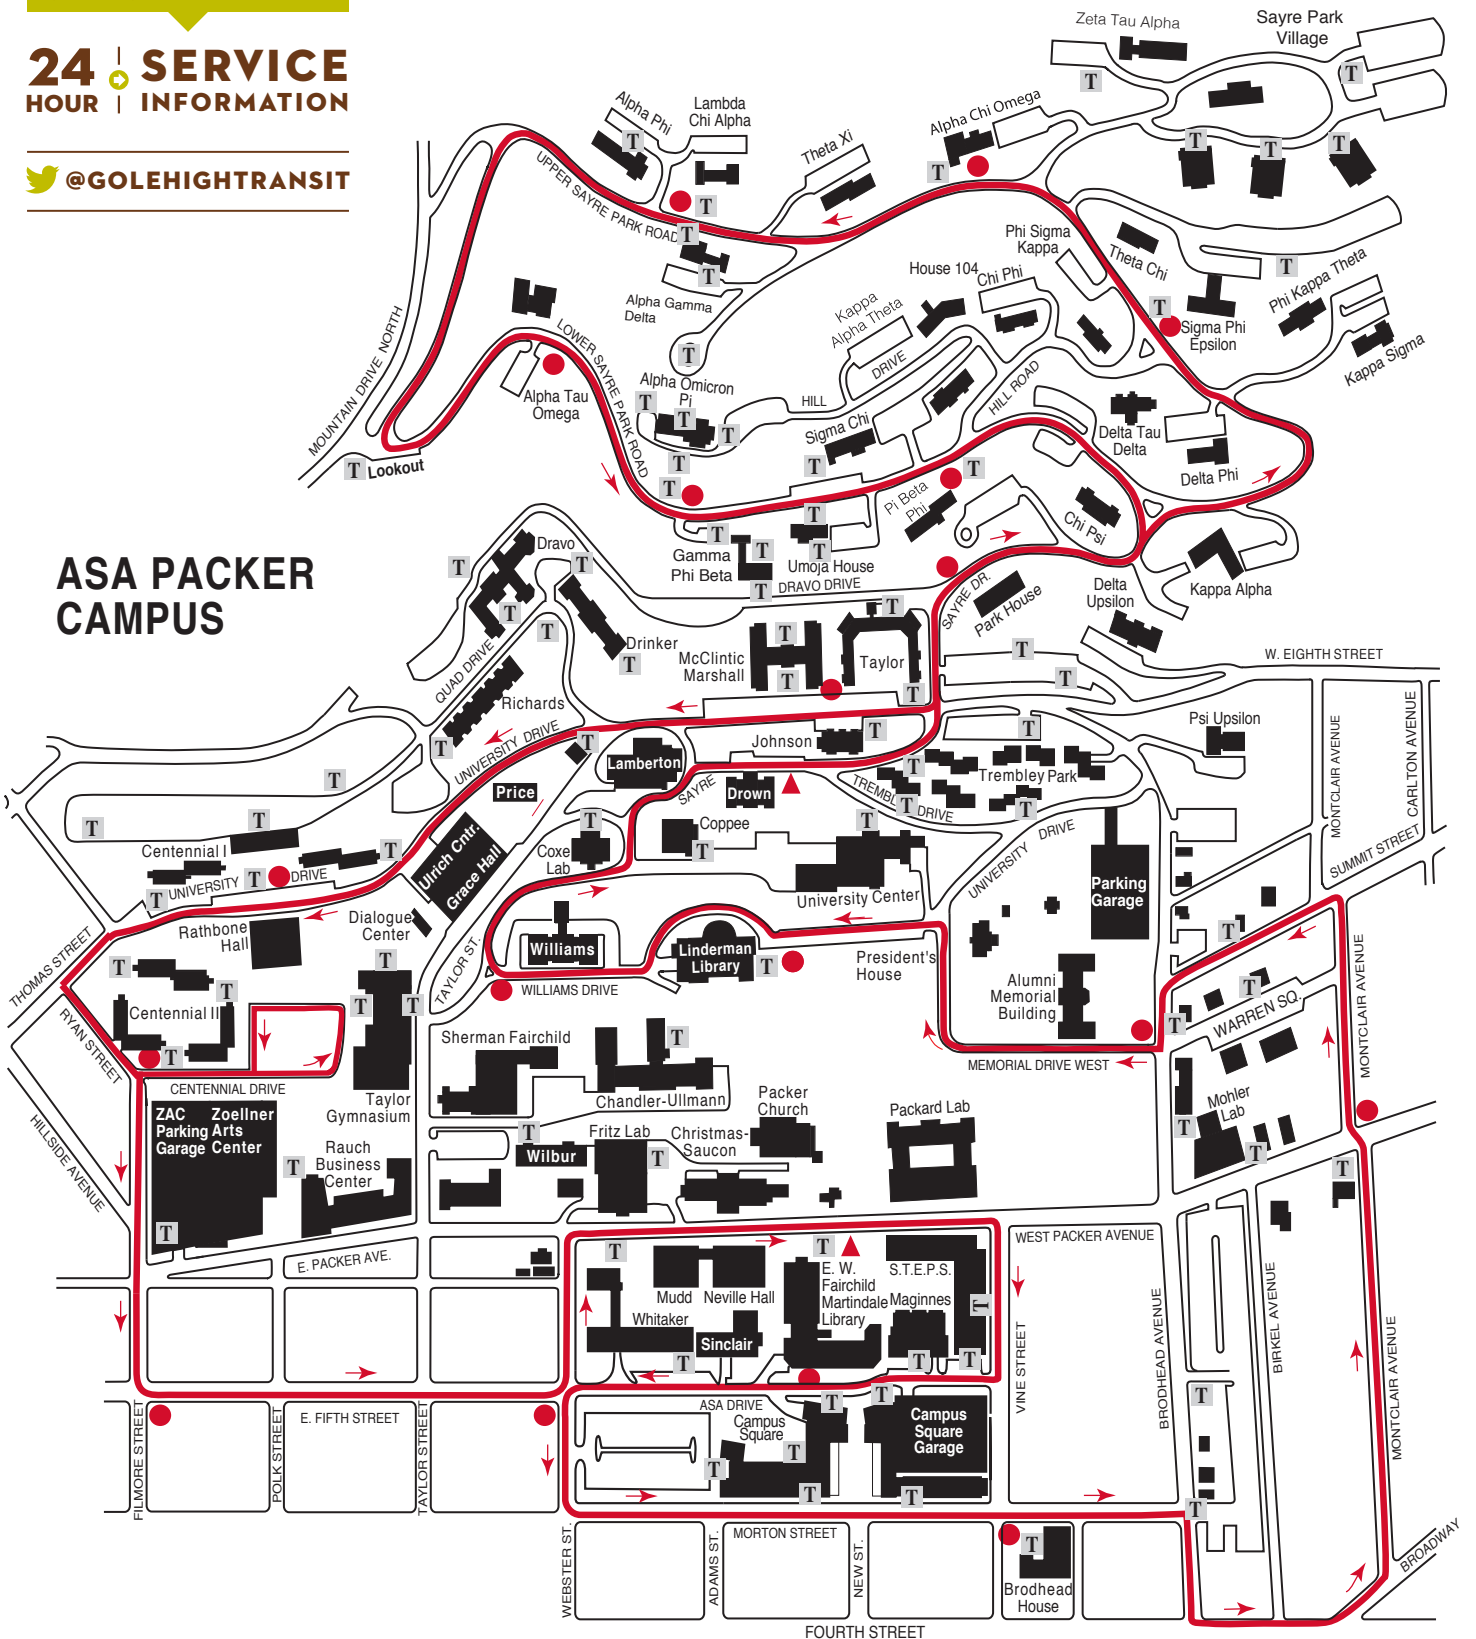 24 HOUR
SERVICE INFORMATION
@GOLEHIGHTRANSIT
ASA PACKER
CAMPUS
Zeta Tau Alpha
Sayre Park
Village
Alpha Phi
Lambda
Chi Alpha
Theta Xi
Alpha Chi Omega
UPPER SAYRE PARK ROAD
Alpha Gamma
Delta
Phi Sigma
Kappa
Theta Chi
House 104
Chi Phi
Kappa
Alpha Theta
Phi Kappa Theta
Sigma Phi
Epsilon
Kappa Sigma
MOUNTAIN DRIVE NORTH
LOWER SAYRE PARK ROAD
Alpha Tau
Omega
Alpha Omicron
Pi
HILL
DRIVE
HILL ROAD
Sigma Chi
Delta Tau
Delta
Delta Phi
T Lookout
Pi Beta
Phi
Chi Psi
Gamma
Phi Beta
Umoja House
DRAVO DRIVE
Dravo
Kappa Alpha
SAYRE DR.
Park House
Delta
Upsilon
Drinker
QUAD DRIVE
McClintic
Marshall
Taylor
W. EIGHTH STREET
Richards
UNIVERSITY DRIVE
Johnson
Psi Upsilon
MONTCLAIR AVENUE
CARLTON AVENUE
Lamberton
Price
SAYRE
Drown
TREMBLEY DRIVE
Trembley Park
Coppee
Coxe
Lab
Ulrich Cntr.
Grace Hall
Centennial I
UNIVERSITY
DRIVE
UNIVERSITY DRIVE
SUMMIT STREET
Parking
Garage
University Center
Dialogue
Center
Rathbone
Hall
THOMAS STREET
TAYLOR ST.
Williams
Linderman
Library
President's
House
WILLIAMS DRIVE
Alumni
Memorial
Building
MONTCLAIR AVENUE
WARREN SQ.
Centennial II
RYAN STREET
CENTENNIAL DRIVE
Sherman Fairchild
MEMORIAL DRIVE WEST
Taylor
Gymnasium
Chandler-Ullmann
Packer
Church
Packard Lab
Mohler
Lab
HILLSIDE AVENUE
ZAC
Parking
Garage
Zoellner
Arts
Center
Rauch
Business
Center
Fritz Lab
Wilbur
Christmas-
Saucon
E. PACKER AVE.
WEST PACKER AVENUE
Mudd
Neville Hall
E. W.
Fairchild
Martindale
Library
S.T.E.P.S.
Maginnes
Whitaker
Sinclair
VINE STREET
BRODHEAD AVENUE
BIRKEL AVENUE
MONTCLAIR AVENUE
ASA DRIVE
Campus
Square
Campus
Square
Garage
E. FIFTH STREET
FILMORE STREET
POLK STREET
TAYLOR STREET
WEBSTER ST.
ADAMS ST.
MORTON STREET
NEW ST.
Brodhead
House
BROADWAY
FOURTH STREET